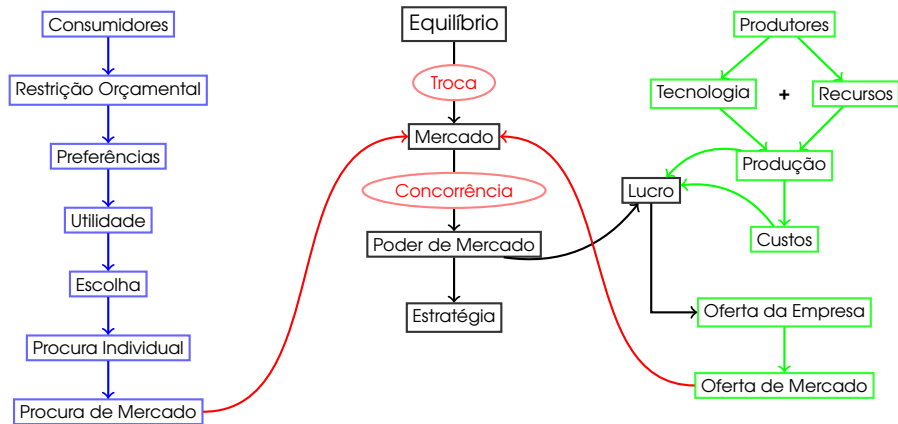 Consumidores
Restrição Orçamental
Preferências
Utilidade
Escolha
Procura Individual
Procura de Mercado
Equilíbrio
Troca
Mercado
Concorrência
Poder de Mercado
Estratégia
Produtores
Tecnologia + Recursos
Produção
Lucro
Custos
Oferta da Empresa
Oferta de Mercado